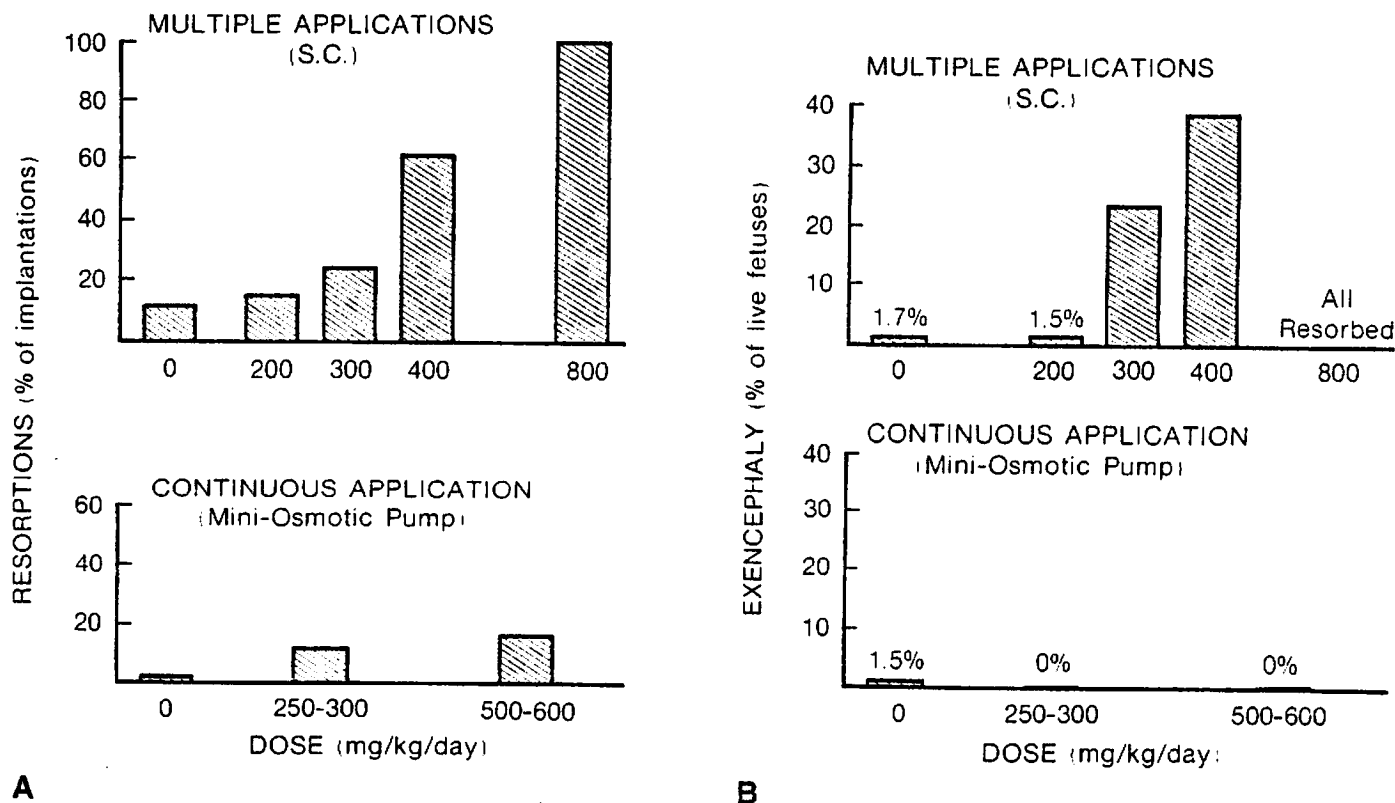 MULTIPLE APPLICATIONS
(S.C.)
100
80
60
40
20
0 200 300 400 800
RESORPTIONS (% of implantations)
CONTINUOUS APPLICATION
(Mini-Osmotic Pump)
60
40
20
0 250-300 500-600
DOSE (mg/kg/day)
A
MULTIPLE APPLICATIONS
(S.C.)
40
30
20
10
1.7% 1.5% All
Resorbed
0 200 300 400 800
EXENCEPHALY (% of live fetuses)
CONTINUOUS APPLICATION
(Mini-Osmotic Pump)
40
30
20
10
1.5% 0% 0%
0 250-300 500-600
DOSE (mg/kg/day)
B